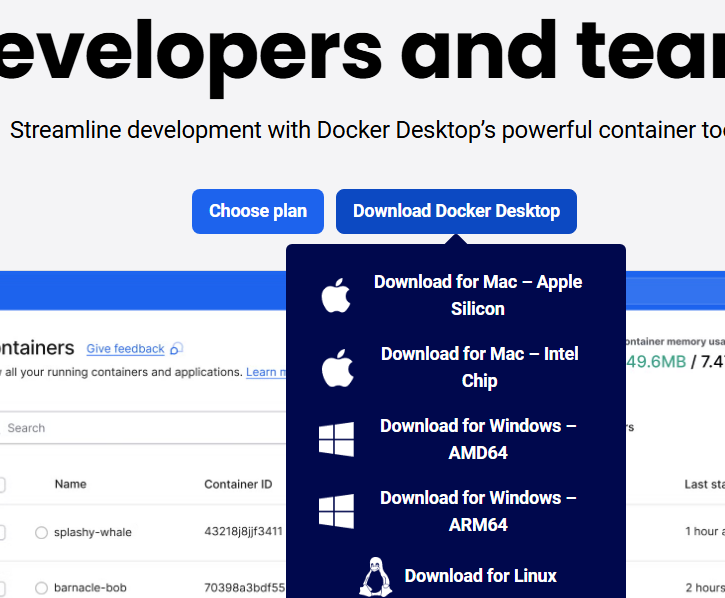 evelopers and tea
Streamline development with Docker Desktop's powerful container to
Choose plan
Download Docker Desktop
Download for Mac – Apple
Silicon
Download for Mac – Intel
Chip
Download for Windows –
AMD64
Download for Windows –
ARM64
Download for Linux
ntainers
Give feedback
all your running containers and applications. Learn
ontainer memory usa
49.6MB / 7.4
Search
rs
Name
Container ID
Last sta
splashy-whale
43218j8jjf3411
1 hour a
barnacle-bob
70398a3bdf55
2 hours